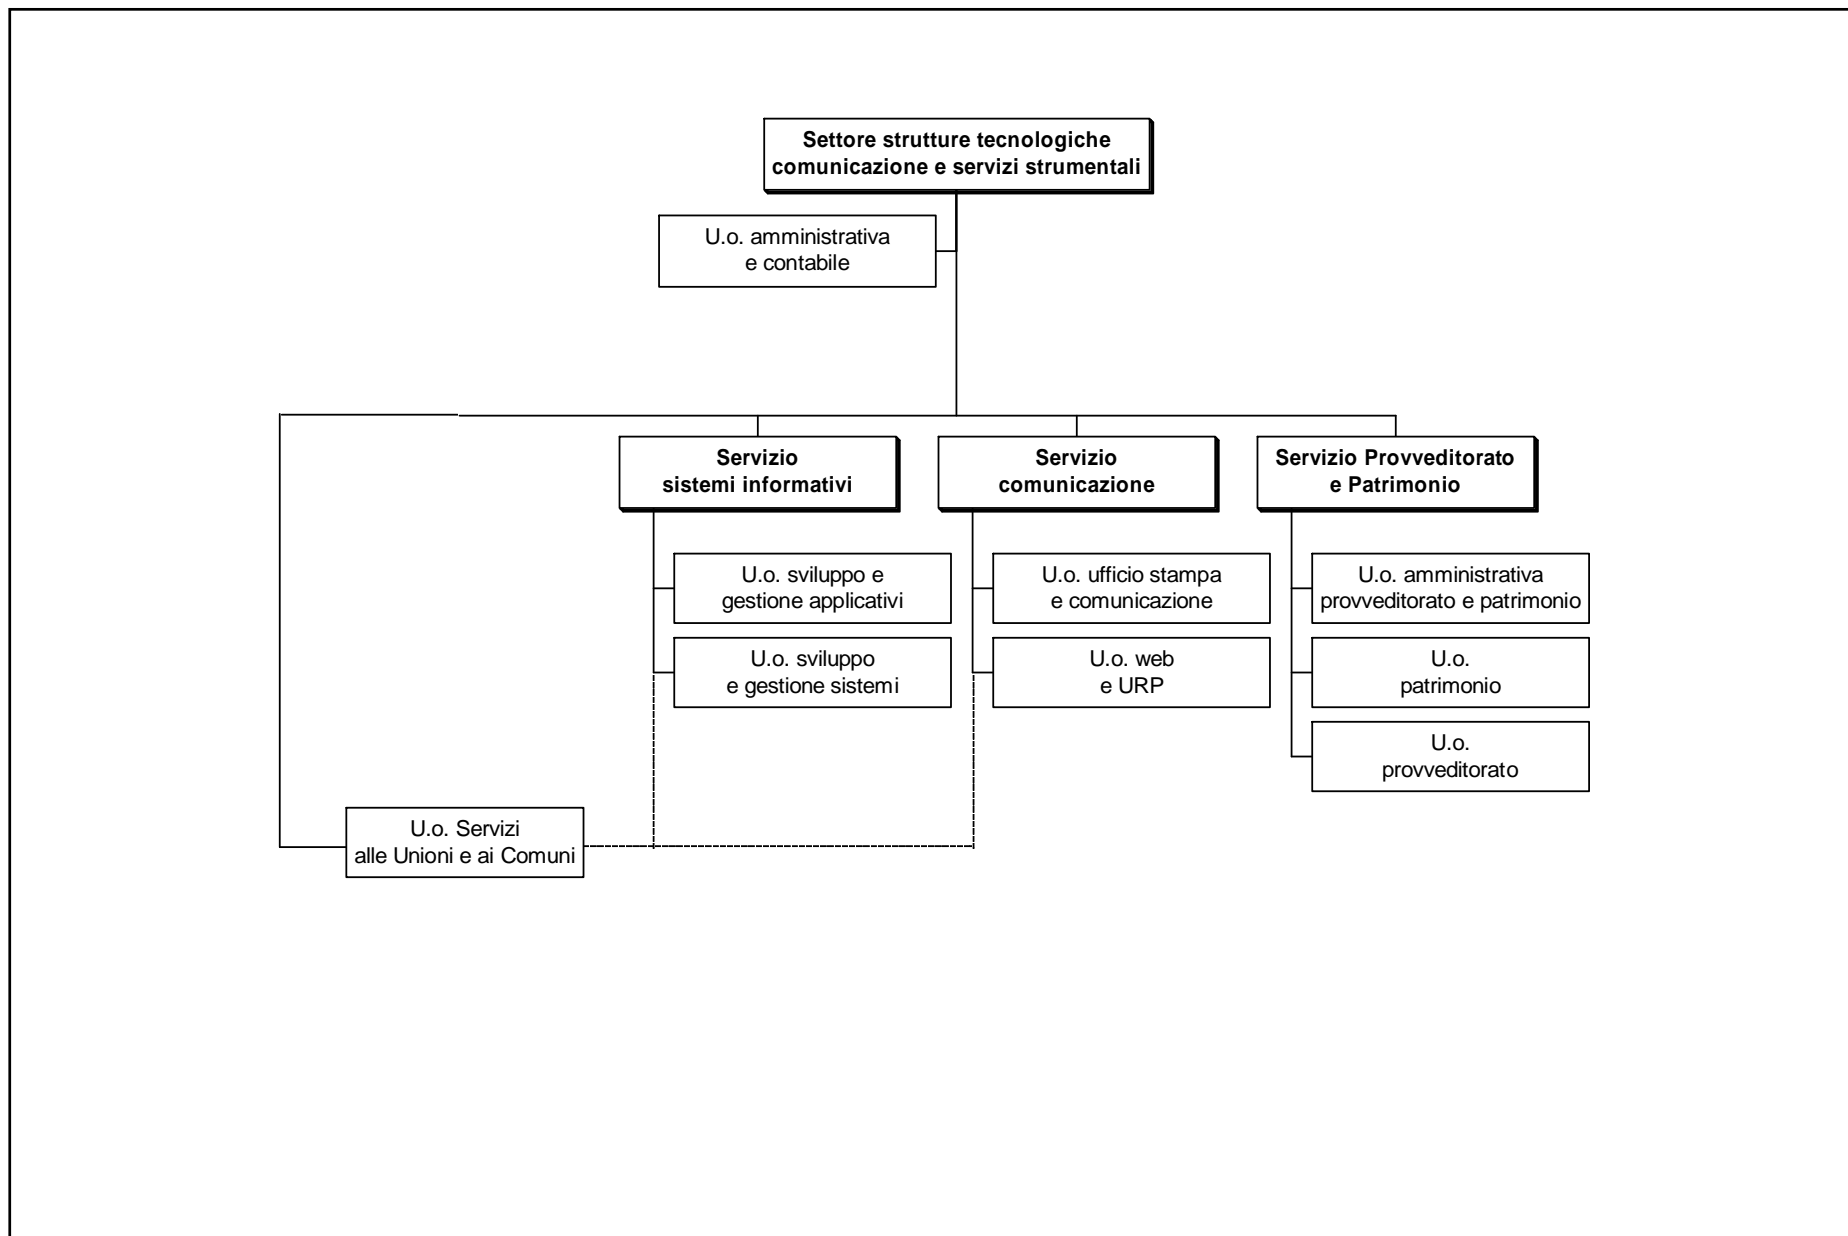 Settore strutture tecnologiche
comunicazione e servizi strumentali
U.o. amministrativa
e contabile
Servizio
sistemi informativi
Servizio
comunicazione
Servizio Provveditorato
e Patrimonio
U.o. sviluppo e
gestione applicativi
U.o. ufficio stampa
e comunicazione
U.o. amministrativa
provveditorato e patrimonio
U.o. sviluppo
e gestione sistemi
U.o. web
e URP
U.o.
patrimonio
U.o.
provveditorato
U.o. Servizi
alle Unioni e ai Comuni